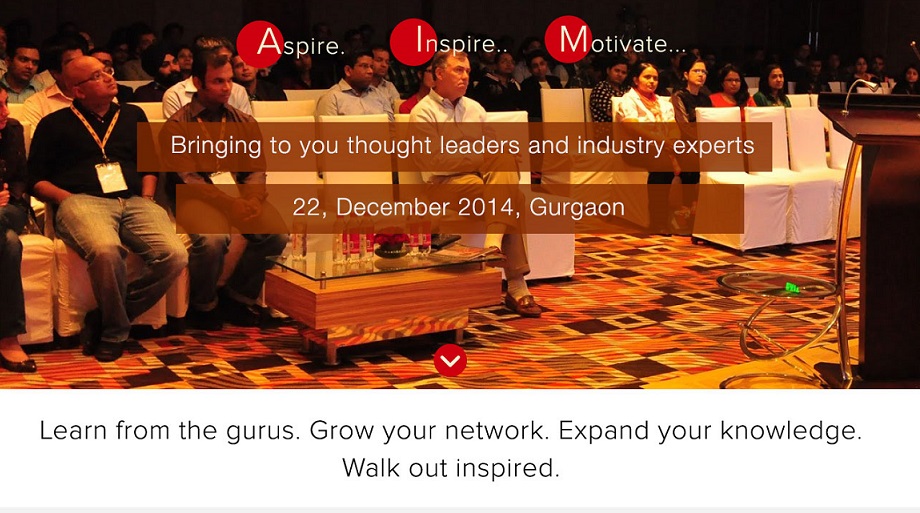 Aspire. Inspire.. Motivate...
Bringing to you thought leaders and industry experts
22, December 2014, Gurgaon
Learn from the gurus. Grow your network. Expand your knowledge.
Walk out inspired.